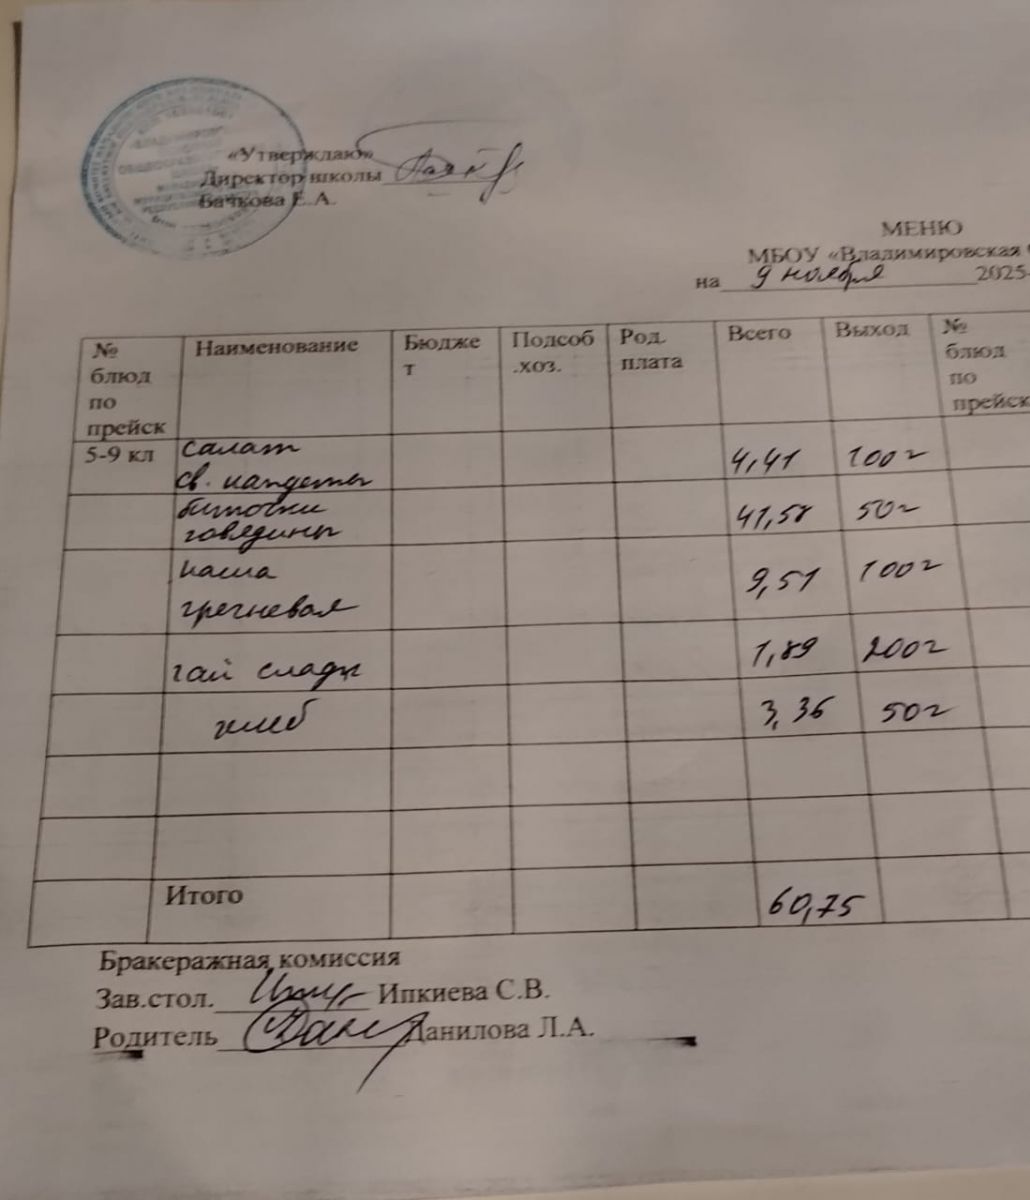 «Утверждаю»
Директор школы
Бачкова Е.А.
МЕНЮ
МБОУ «Владимировская
на 9 ноября 2025
№ блюд по прейск Наименование Бюдже т Подсоб .хоз. Род. плата Всего Выход № блюд по прейск
5-9 кл Салат св. капусты 4,41 100г
биточки говядины 41,58 50г
каша гречневая 9,51 100г
чай сладк 1,89 200г
хлеб 3,36 50г
Итого 60,75
Бракеражная комиссия
Зав.стол. Ипкиева С.В.
Родитель Данилова Л.А.